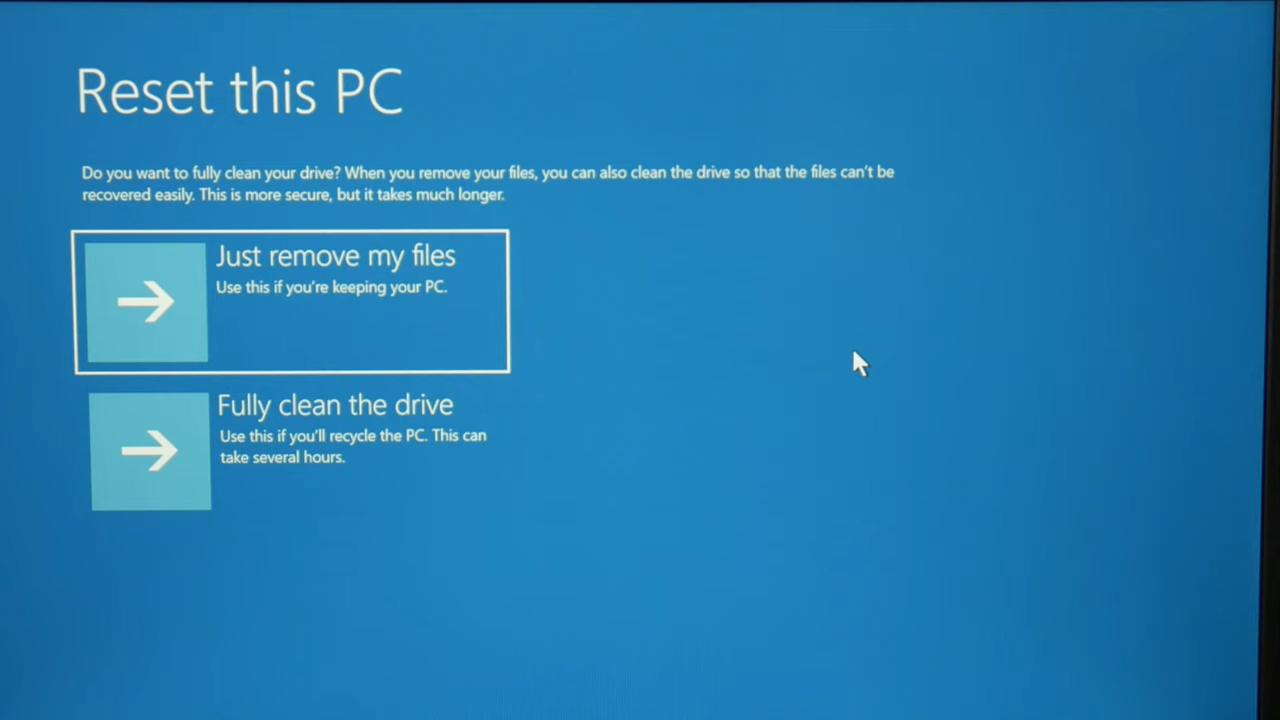 Reset this PC
Do you want to fully clean your drive? When you remove your files, you can also clean the drive so that the files can't be
recovered easily. This is more secure, but it takes much longer.
Just remove my files
Use this if you're keeping your PC.
Fully clean the drive
Use this if you'll recycle the PC. This can
take several hours.